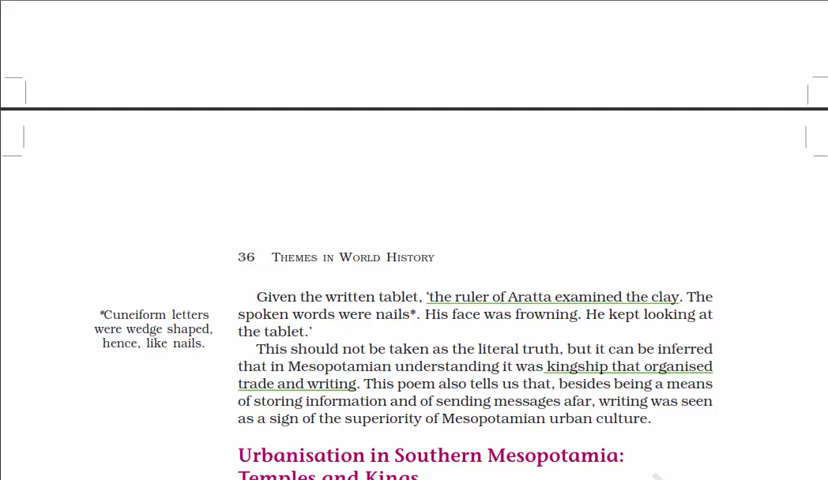 36 THEMES IN WORLD HISTORY
Given the written tablet, ‘the ruler of Aratta examined the clay. The
spoken words were nails*. His face was frowning. He kept looking at
the tablet.’
*Cuneiform letters
were wedge shaped,
hence, like nails.
This should not be taken as the literal truth, but it can be inferred
that in Mesopotamian understanding it was kingship that organised
trade and writing. This poem also tells us that, besides being a means
of storing information and of sending messages afar, writing was seen
as a sign of the superiority of Mesopotamian urban culture.
Urbanisation in Southern Mesopotamia:
Temples and Kings